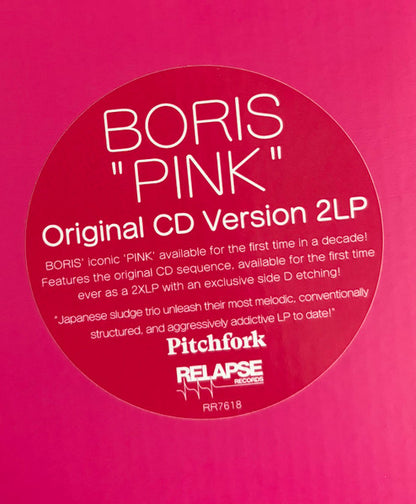 BORIS
"PINK"
Original CD Version 2LP
BORIS' iconic 'PINK' available for the first time in a decade!
Features the original CD sequence, available for the first time
ever as a 2XLP with an exclusive side D etching!
"Japanese sludge trio unleash their most melodic, conventionally
structured, and aggressively addictive LP to date!"
Pitchfork
RELAPSE
RECORDS
RR7618